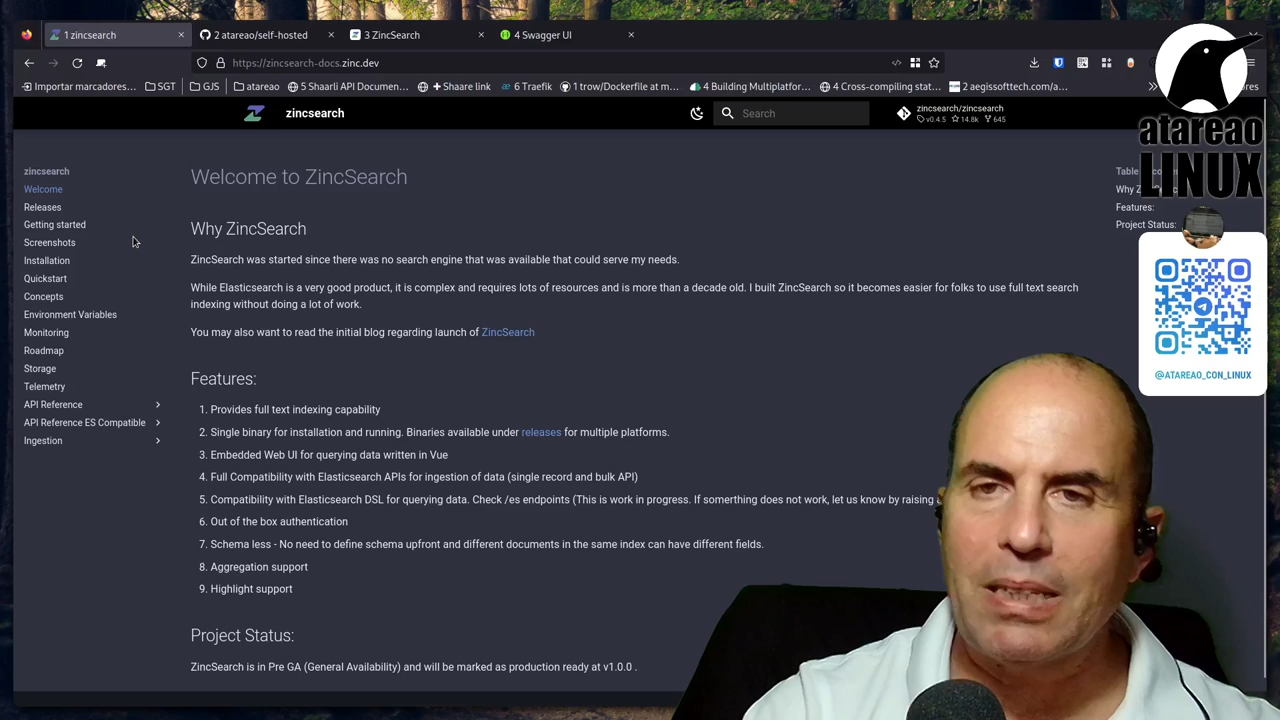 1 zincsearch
2 atareao/self-hosted
3 ZincSearch
4 Swagger UI
https://zincsearch-docs.zinc.dev
Importar marcadores...
SGT
GJS
atareao
5 Shaarli API Documen...
+ Share link
6 Traefik
1 trow/Dockerfile at m...
4 Building Multiplatfor...
4 Cross-compiling stat...
2 aegissofttech.com/a...
zincsearch
Search
zincsearch/zincsearch
v0.4.5 14.8k 645
atareao
LINUX
zincsearch
Welcome
Releases
Getting started
Screenshots
Installation
Quickstart
Concepts
Environment Variables
Monitoring
Roadmap
Storage
Telemetry
API Reference
API Reference ES Compatible
Ingestion
Welcome to ZincSearch
Why ZincSearch
ZincSearch was started since there was no search engine that was available that could serve my needs.
While Elasticsearch is a very good product, it is complex and requires lots of resources and is more than a decade old. I built ZincSearch so it becomes easier for folks to use full text search
indexing without doing a lot of work.
You may also want to read the initial blog regarding launch of ZincSearch
Features:
1. Provides full text indexing capability
2. Single binary for installation and running. Binaries available under releases for multiple platforms.
3. Embedded Web UI for querying data written in Vue
4. Full Compatibility with Elasticsearch APIs for ingestion of data (single record and bulk API)
5. Compatibility with Elasticsearch DSL for querying data. Check /es endpoints (This is work in progress. If somtething does not work, let us know by raising
6. Out of the box authentication
7. Schema less - No need to define schema upfront and different documents in the same index can have different fields.
8. Aggregation support
9. Highlight support
Project Status:
ZincSearch is in Pre GA (General Availability) and will be marked as production ready at v1.0.0 .
Table
Why
Features:
Project Status:
@ATAREAO_CON_LINUX